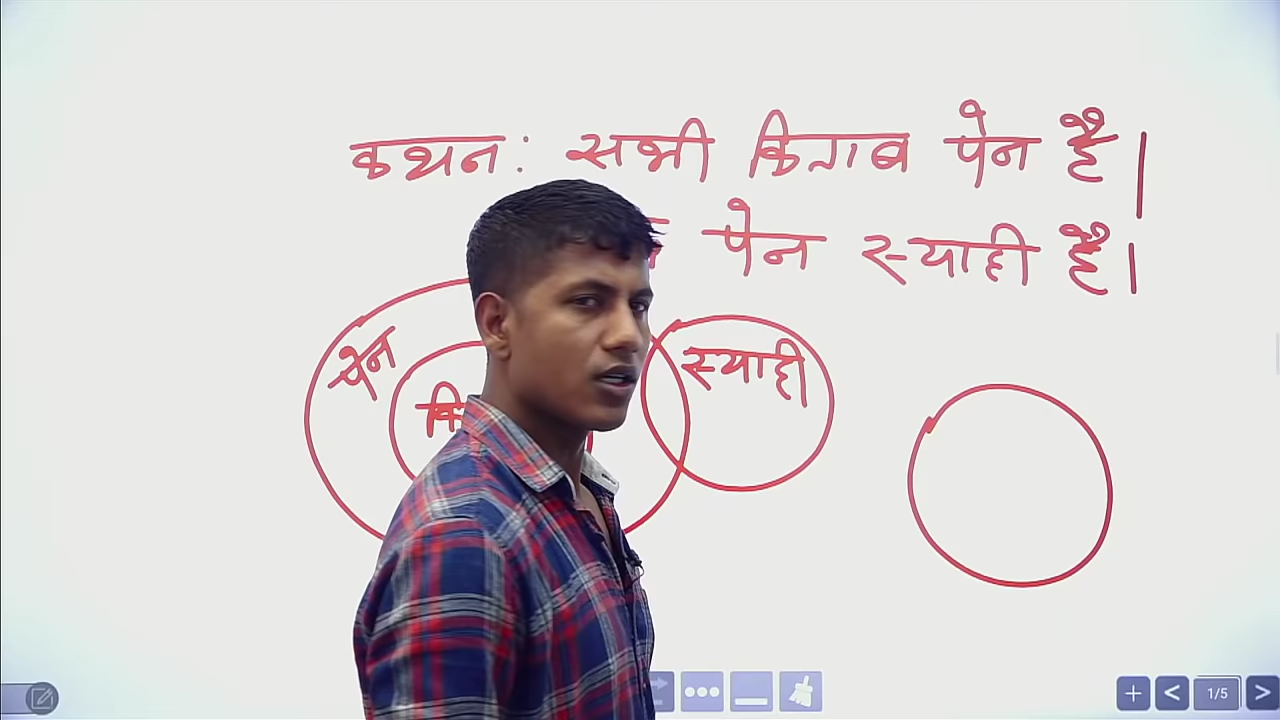 कथन: सभी किताब पेन है।
पेन स्याही है।
पेन
स्याही
1/5